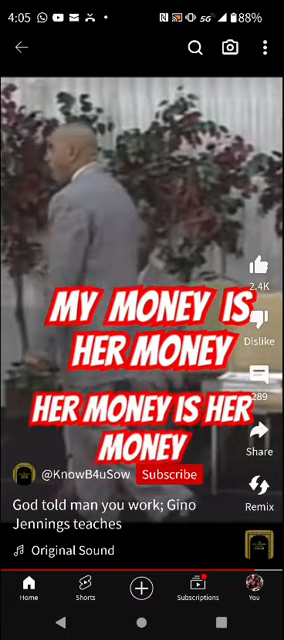 4:05
5G
88%
MY MONEY IS
HER MONEY
HER MONEY IS HER
MONEY
2.4K
Dislike
289
Share
Remix
@KnowB4uSow
Subscribe
God told man you work; Gino
Jennings teaches
Original Sound
Home
Shorts
Subscriptions
You